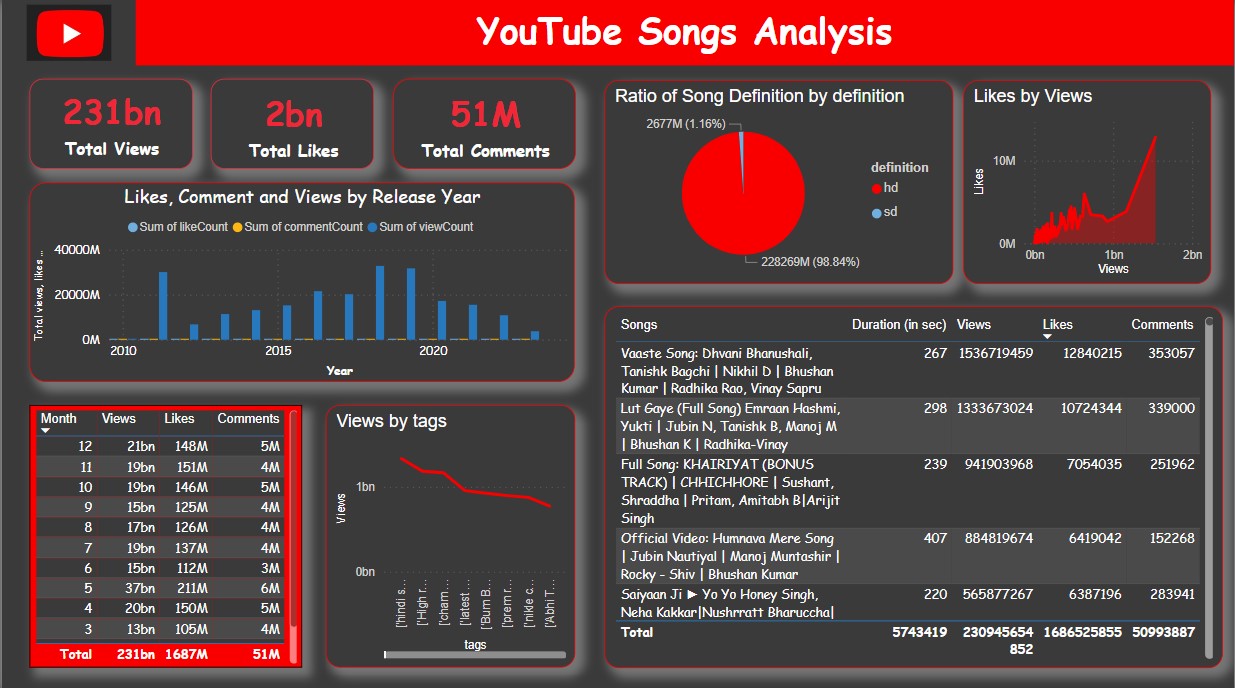 YouTube Songs Analysis
231bn
Total Views
2bn
Total Likes
51M
Total Comments
Likes, Comment and Views by Release Year
Sum of likeCount Sum of commentCount Sum of viewCount
Total views, likes ...
40000M
20000M
0M
2010 2015 2020
Year
Ratio of Song Definition by definition
2677M (1.16%)
228269M (98.84%)
definition
hd
sd
Likes by Views
Likes
10M
0M
0bn 1bn 2bn
Views
Month Views Likes Comments
12 21bn 148M 5M
11 19bn 151M 4M
10 19bn 146M 5M
9 15bn 125M 4M
8 17bn 126M 4M
7 19bn 137M 4M
6 15bn 112M 3M
5 37bn 211M 6M
4 20bn 150M 5M
3 13bn 105M 4M
Total 231bn 1687M 51M
Views by tags
Views
1bn
0bn
['hindi s...
['High r...
['cham...
['latest ...
['Bum B...
['prem r...
['nikle c...
['Abhi T...
tags
Songs Duration (in sec) Views Likes Comments
Vaaste Song: Dhvani Bhanushali, 267 1536719459 12840215 353057
Tanishk Bagchi | Nikhil D | Bhushan
Kumar | Radhika Rao, Vinay Sapru
Lut Gaye (Full Song) Emraan Hashmi, 298 1333673024 10724344 339000
Yukti | Jubin N, Tanishk B, Manoj M
| Bhushan K | Radhika-Vinay
Full Song: KHAIRIYAT (BONUS 239 941903968 7054035 251962
TRACK) | CHHICHHORE | Sushant,
Shraddha | Pritam, Amitabh B|Arijit
Singh
Official Video: Humnava Mere Song 407 884819674 6419042 152268
| Jubin Nautiyal | Manoj Muntashir |
Rocky - Shiv | Bhushan Kumar
Saiyaan Ji ► Yo Yo Honey Singh, 220 565877267 6387196 283941
Neha Kakkar|Nushrratt Bharuccha|
Total 5743419 230945654 1686525855 50993887
852